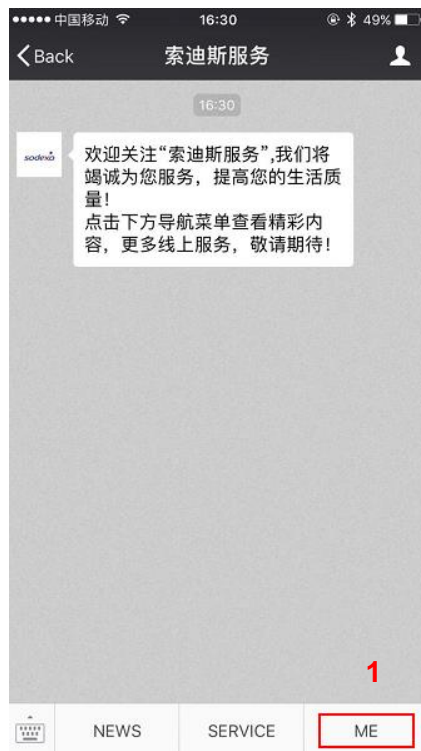 中国移动 16:30 49%
Back 索迪斯服务
16:30
sodexo
欢迎关注“索迪斯服务”,我们将
竭诚为您服务，提高您的生活质
量！
点击下方导航菜单查看精彩内
容，更多线上服务，敬请期待！
1
NEWS SERVICE ME